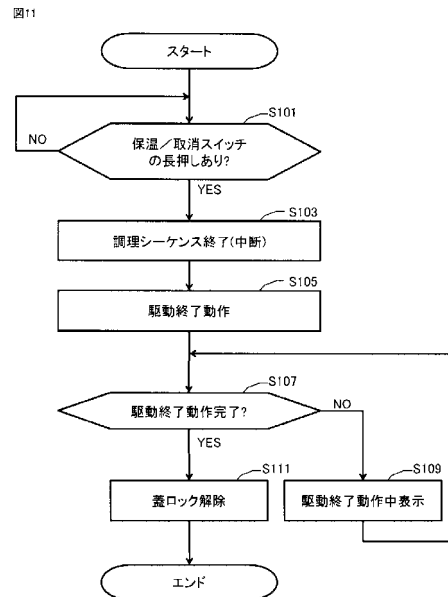 図11
スタート
S101
保温／取消スイッチ
の長押しあり?
NO
YES
S103
調理シーケンス終了(中断)
S105
駆動終了動作
S107
駆動終了動作完了?
NO
YES
S111
蓋ロック解除
S109
駆動終了動作中表示
エンド